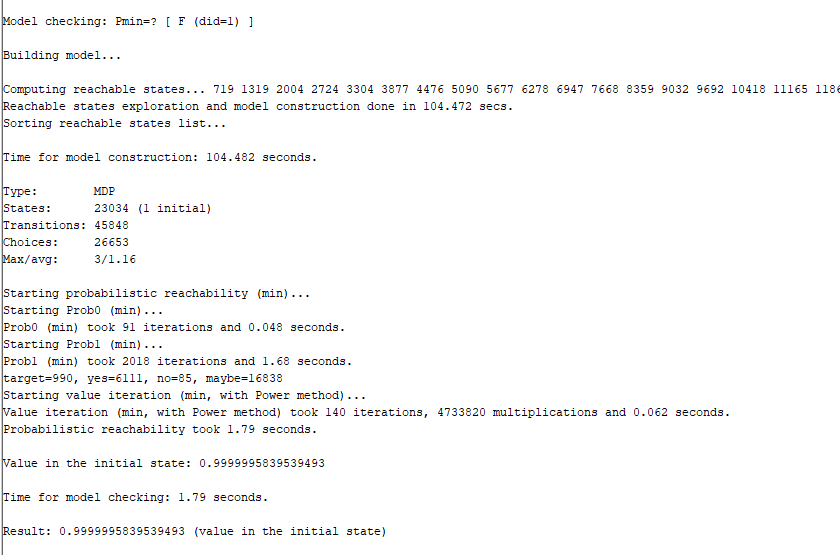 Model checking: Pmin=? [ F (did=1) ]
Building model...
Computing reachable states... 719 1319 2004 2724 3304 3877 4476 5090 5677 6278 6947 7668 8359 9032 9692 10418 11165
Reachable states exploration and model construction done in 104.472 secs.
Sorting reachable states list...
Time for model construction: 104.482 seconds.
Type: MDP
States: 23034 (1 initial)
Transitions: 45848
Choices: 26653
Max/avg: 3/1.16
Starting probabilistic reachability (min)...
Starting Prob0 (min)...
Prob0 (min) took 91 iterations and 0.048 seconds.
Starting Prob1 (min)...
Prob1 (min) took 2018 iterations and 1.68 seconds.
target=990, yes=6111, no=85, maybe=16838
Starting value iteration (min, with Power method)...
Value iteration (min, with Power method) took 140 iterations, 4733820 multiplications and 0.062 seconds.
Probabilistic reachability took 1.79 seconds.
Value in the initial state: 0.9999995839539493
Time for model checking: 1.79 seconds.
Result: 0.9999995839539493 (value in the initial state)